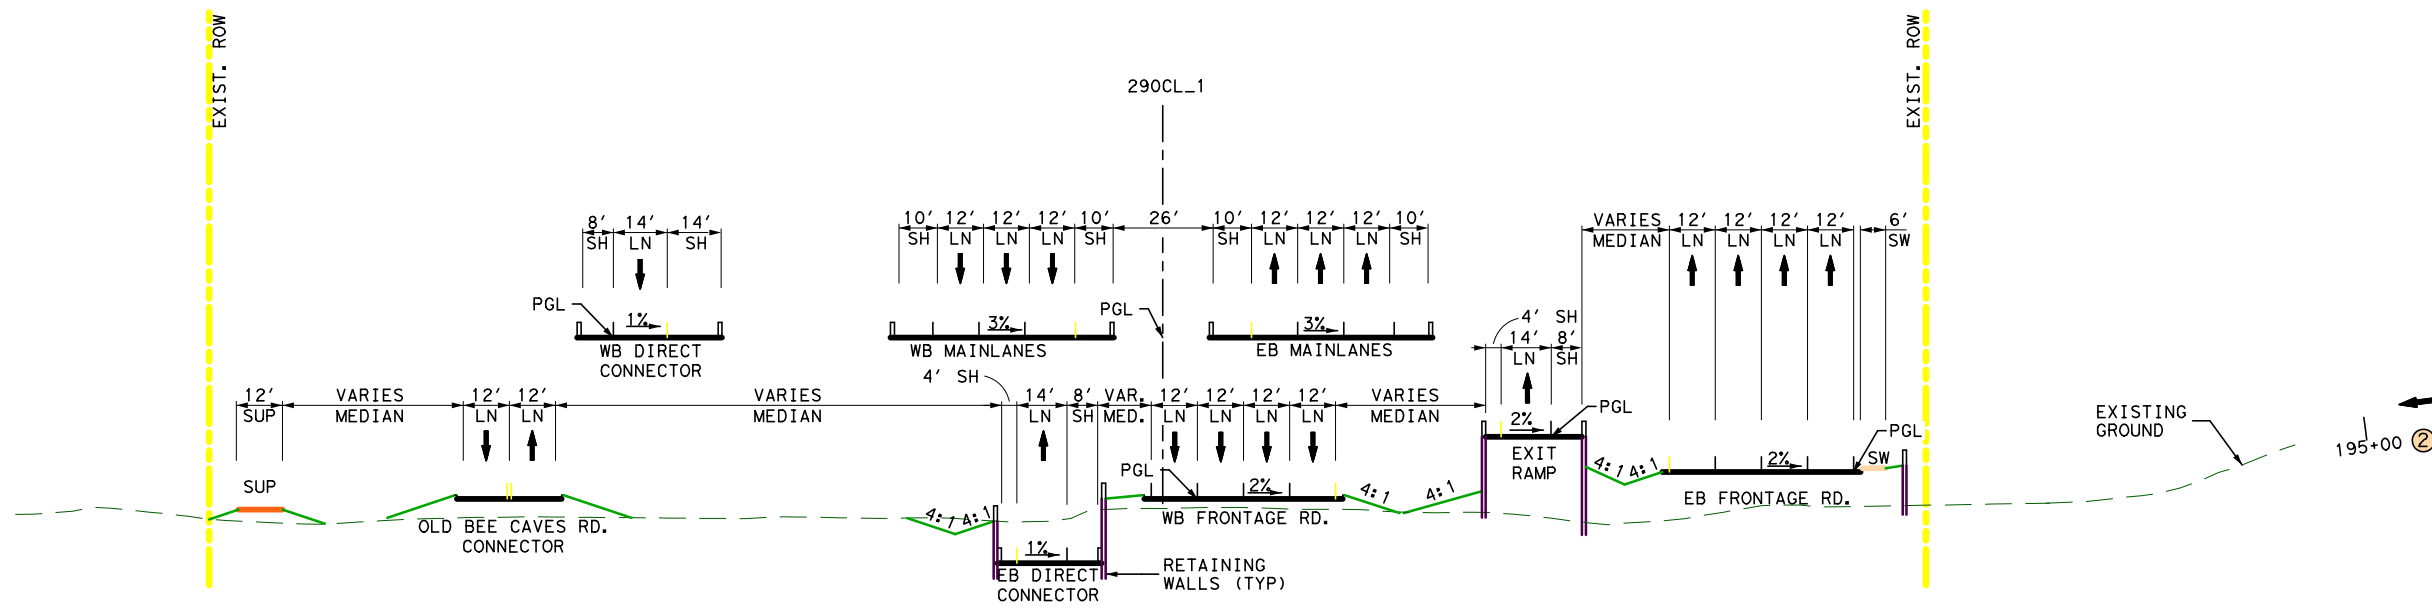 EXIST. ROW
EXIST. ROW
290CL_1
8' 14' 14'
SH LN SH
10' 12' 12' 12' 10' 26' 10' 12' 12' 12' 10'
SH LN LN LN SH SH LN LN LN SH
VARIES 12' 12' 12' 12' 6'
MEDIAN LN LN LN LN SW
PGL
1%
WB DIRECT
CONNECTOR
3%
WB MAINLANES
PGL
3%
EB MAINLANES
4' SH
14' 8'
LN SH
4' SH
12' VARIES 12' 12' VARIES 14' 8' VAR. 12' 12' 12' 12' VARIES
SUP MEDIAN LN LN MEDIAN LN SH MED. LN LN LN LN MEDIAN
2%
PGL
EXIT
RAMP
EXISTING
GROUND
195+00 2
SUP
OLD BEE CAVES RD.
CONNECTOR
4:1 4:1
1%
EB DIRECT
CONNECTOR
PGL
2%
WB FRONTAGE RD.
4:1 4:1
4:1 4:1
2%
PGL
SW
EB FRONTAGE RD.
RETAINING
WALLS (TYP)